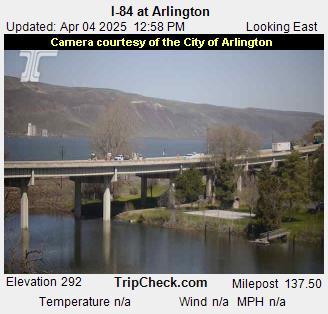 I-84 at Arlington
Updated: Apr 04 2025 12:58 PM Looking East
Camera courtesy of the City of Arlington
Elevation 292 TripCheck.com Milepost 137.50
Temperature n/a Wind n/a MPH n/a